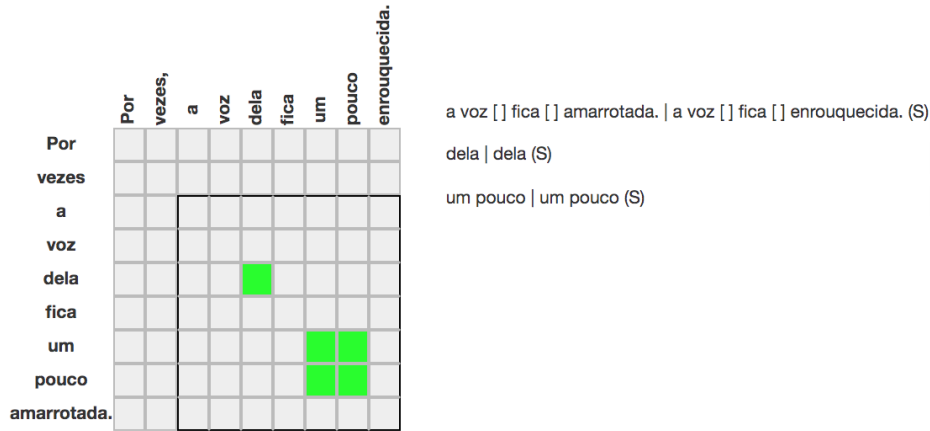 Por
vezes,
a
voz
dela
fica
um
pouco
enrouquecida.
Por
vezes
a
voz
dela
fica
um
pouco
amarrotada.
a voz [ ] fica [ ] amarrotada. | a voz [ ] fica [ ] enrouquecida. (S)
dela | dela (S)
um pouco | um pouco (S)